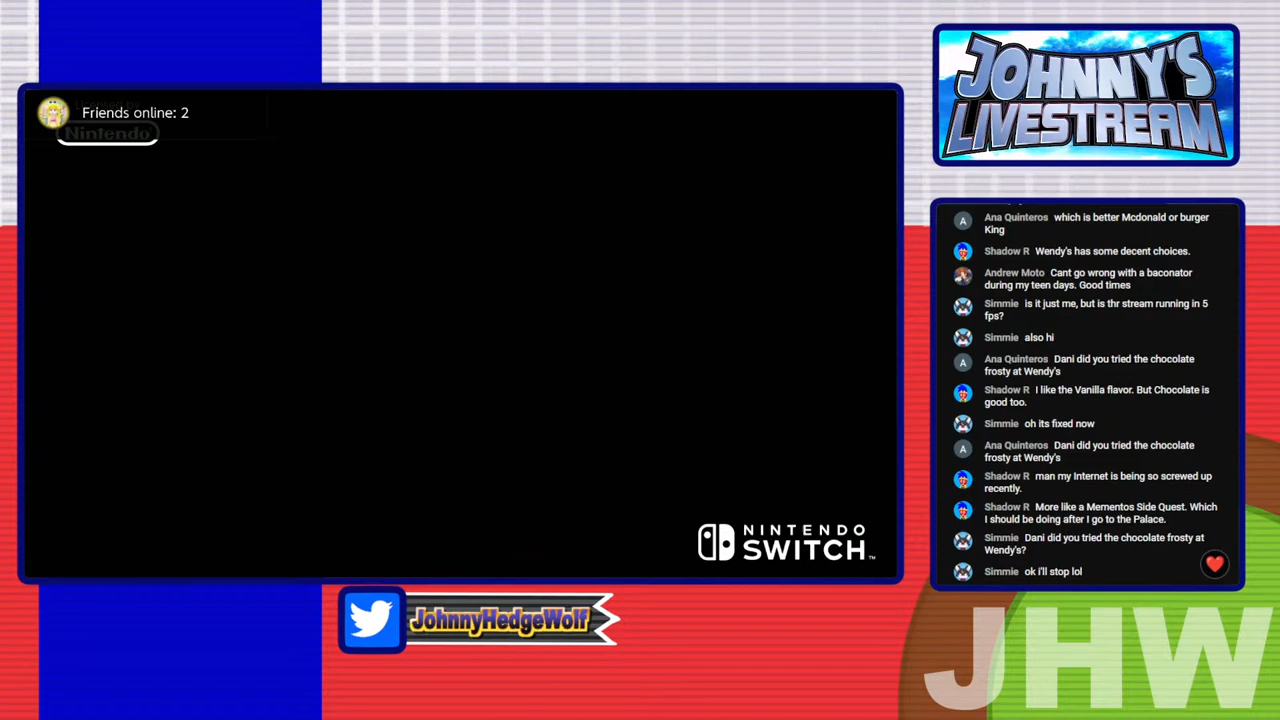 Friends online: 2
Nintendo
NINTENDO
SWITCH™
JOHNNY'S
LIVESTREAM
Ana Quinteros which is better Mcdonald or burger
King
Shadow R Wendy's has some decent choices.
Andrew Moto Cant go wrong with a baconator
during my teen days. Good times
Simmie is it just me, but is thr stream running in 5
fps?
Simmie also hi
Ana Quinteros Dani did you tried the chocolate
frosty at Wendy's
Shadow R I like the Vanilla flavor. But Chocolate is
good too.
Simmie oh its fixed now
Ana Quinteros Dani did you tried the chocolate
frosty at Wendy's
Shadow R man my Internet is being so screwed up
recently.
Shadow R More like a Mementos Side Quest. Which
I should be doing after I go to the Palace.
Simmie Dani did you tried the chocolate frosty at
Wendy's?
Simmie ok i'll stop lol
JohnnyHedgeWolf
JHW